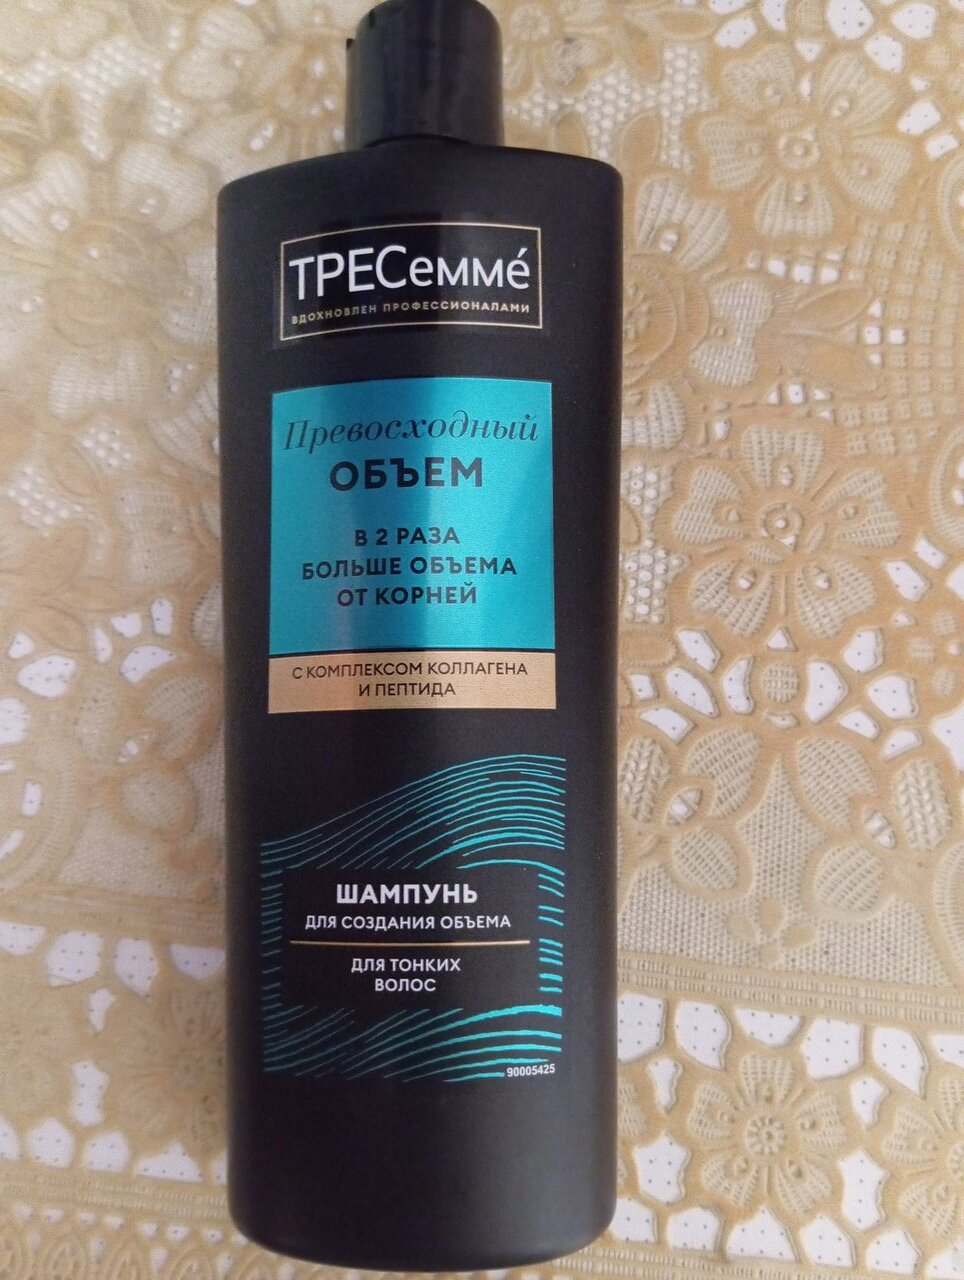 ТРЕСеммé
ВДОХНОВЛЕН ПРОФЕССИОНАЛАМИ
Превосходный
ОБЪЕМ
В 2 РАЗА
БОЛЬШЕ ОБЪЕМА
ОТ КОРНЕЙ
С КОМПЛЕКСОМ КОЛЛАГЕНА
И ПЕПТИДА
ШАМПУНЬ
ДЛЯ СОЗДАНИЯ ОБЪЕМА
ДЛЯ ТОНКИХ
ВОЛОС
90005425